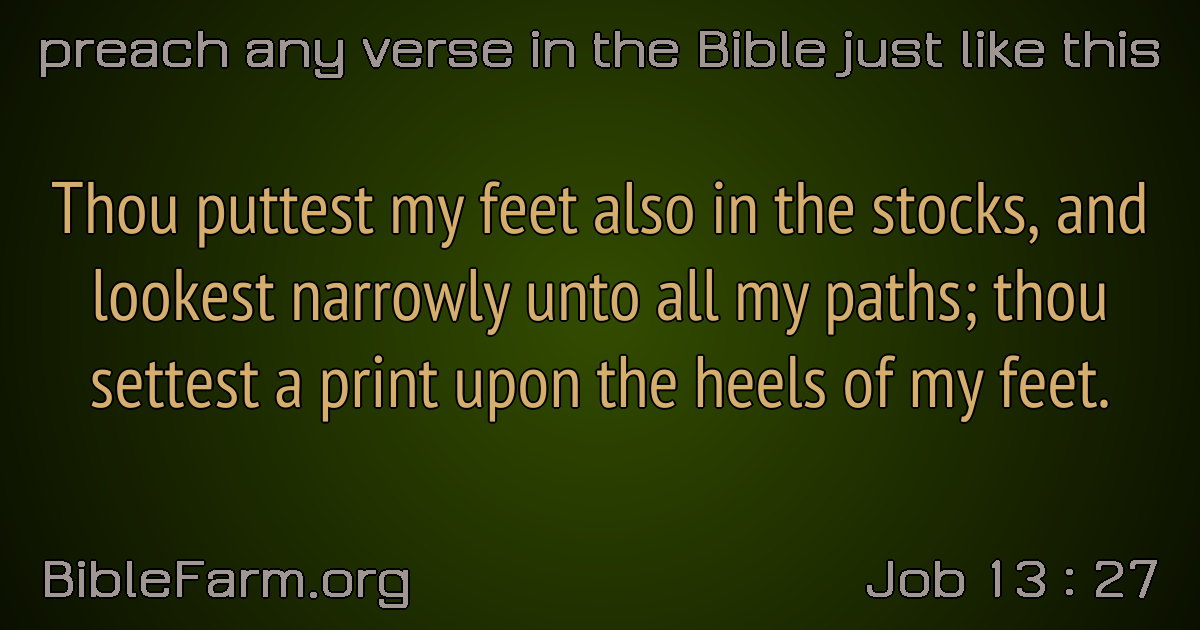 preach any verse in the Bible just like this
Thou puttest my feet also in the stocks, and
lookest narrowly unto all my paths; thou
settest a print upon the heels of my feet.
BibleFarm.org
Job 13 : 27